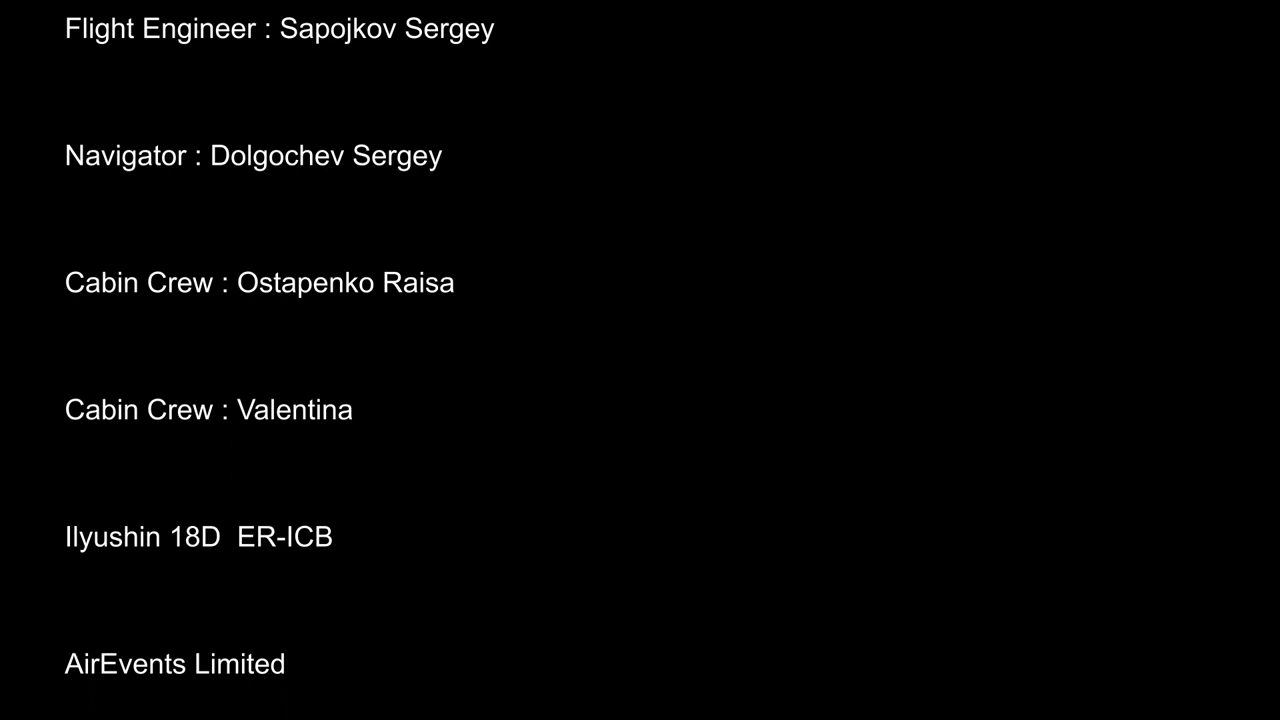 Flight Engineer : Sapojkov Sergey
Navigator : Dolgochev Sergey
Cabin Crew : Ostapenko Raisa
Cabin Crew : Valentina
Ilyushin 18D  ER-ICB
AirEvents Limited